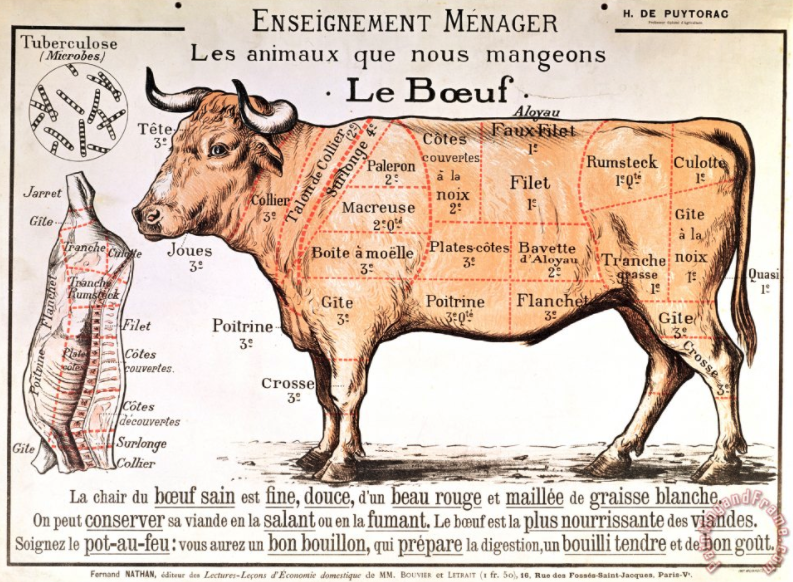 ENSEIGNEMENT MÉNAGER
H. DE PUYTORAC
Les animaux que nous mangeons
· Le Bœuf ·
Tuberculose
(Microbes)
Jarret
Gîte
Tranche
Culotte
Tranche
Rumsteck
Flanchet
Filet
Plates
côtes
Poitrine
Côtes
couvertes.
Côtes
découvertes
Surlonge
Gîte
Collier
Tête
3e
Joues
3e
Collier
3e
Talon de Collier
Surlonge 4e
Paleron
2e
Macreuse
2e Qté
Boîte à moëlle
3e
Gîte
3e
Poitrine
3e
Crosse
3e
Côtes
couvertes
à la
noix
2e
Aloyau
Faux Filet
1e
Filet
1e
Plates-côtes
3e
Bavette
d'Aloyau
2e
Poitrine
3e Qté
Flanchet
3e
Rumsteck
1e Qté
Culotte
1e
Gîte
à la
noix
1e
Tranche
grasse
1e
Quasi
1e
Gîte
3e
Crosse
3e
La chair du bœuf sain est fine, douce, d'un beau rouge et maillée de graisse blanche.
On peut conserver sa viande en la salant ou en la fumant. Le bœuf est la plus nourrissante des viandes.
Soignez le pot-au-feu : vous aurez un bon bouillon, qui prépare la digestion, un bouilli tendre et de bon goût.
Fernand NATHAN, éditeur des Lectures-Leçons d'Economie domestique de MM. BOUVIER et LETRAIT (1 fr. 50), 16, Rue des Fossés-Saint-Jacques, Paris-Ve.
PrayandFrame.com